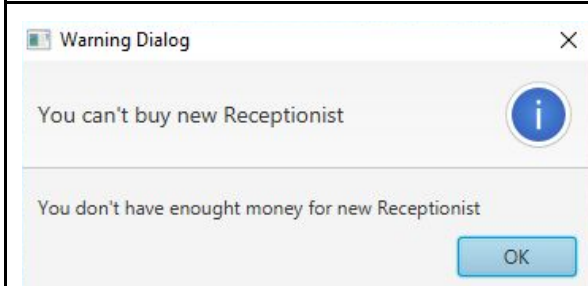 Warning Dialog
You can't buy new Receptionist
You don't have enought money for new Receptionist
OK